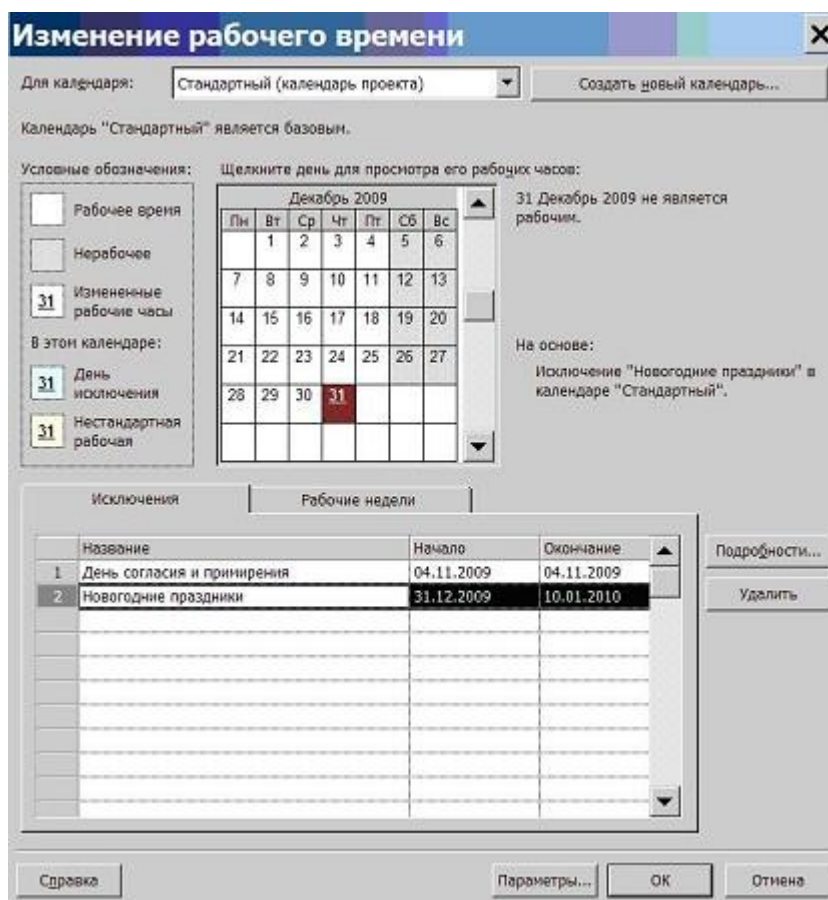 Изменение рабочего времени
Для календаря: Стандартный (календарь проекта) Создать новый календарь...
Календарь "Стандартный" является базовым.
Условные обозначения: Щелкните день для просмотра его рабочих часов:
Рабочее время
Нерабочее
31 Измененные
рабочие часы
В этом календаре:
31 День
исключения
31 Нестандартная
рабочая
Декабрь 2009
Пн Вт Ср Чт Пт Сб Вс
1 2 3 4 5 6
7 8 9 10 11 12 13
14 15 16 17 18 19 20
21 22 23 24 25 26 27
28 29 30 31
31 Декабрь 2009 не является
рабочим.
На основе:
Исключение "Новогодние праздники" в
календаре "Стандартный".
Исключения Рабочие недели
Название Начало Окончание
1 День согласия и примирения 04.11.2009 04.11.2009
2 Новогодние праздники 31.12.2009 10.01.2010
Подробности...
Удалить
Справка Параметры... ОК Отмена